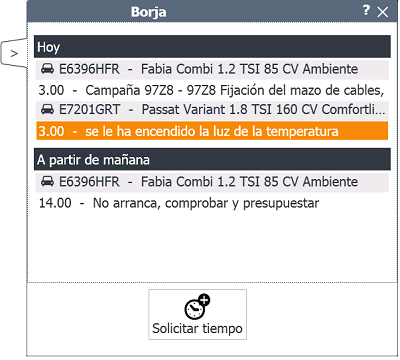 Borja ? ×
>
Hoy
E6396HFR - Fabia Combi 1.2 TSI 85 CV Ambiente
3.00 - Campaña 97Z8 - 97Z8 Fijación del mazo de cables,
E7201GRT - Passat Variant 1.8 TSI 160 CV Comfortli...
3.00 - se le ha encendido la luz de la temperatura
A partir de mañana
E6396HFR - Fabia Combi 1.2 TSI 85 CV Ambiente
14.00 - No arranca, comprobar y presupuestar
Solicitar tiempo